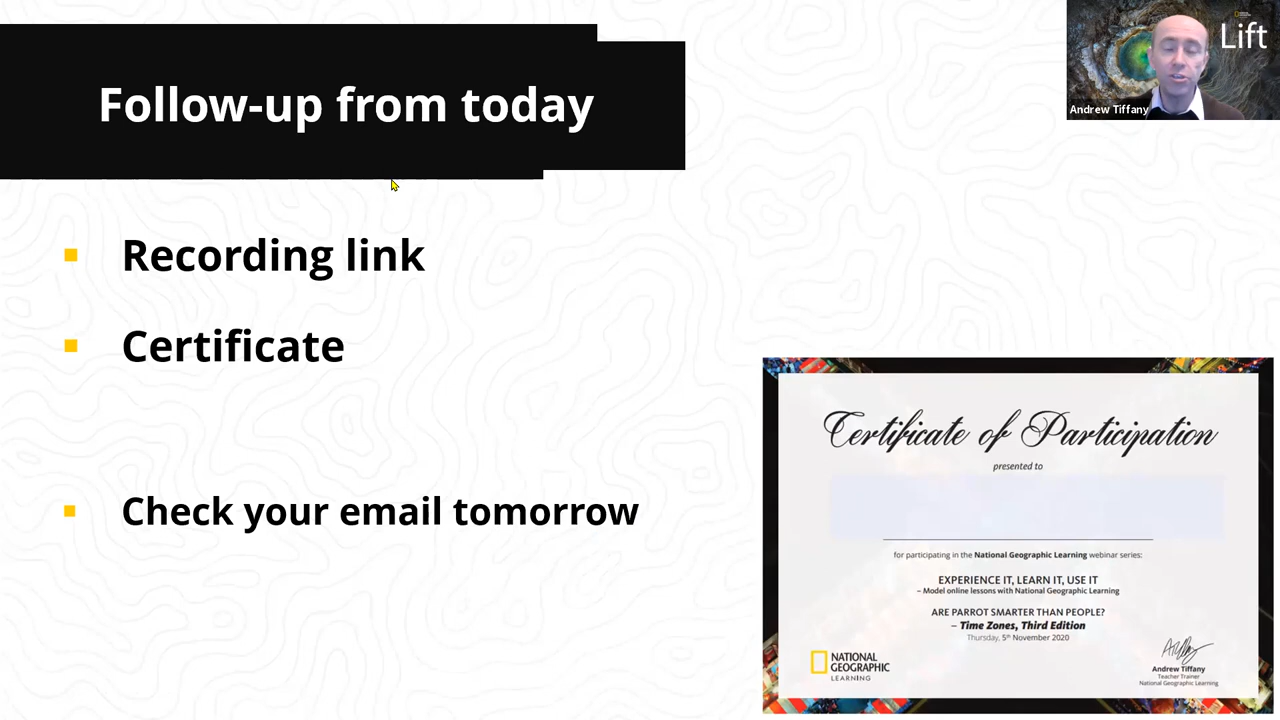 Follow-up from today
Lift
Andrew Tiffany
Recording link
Certificate
Check your email tomorrow
Certificate of Participation
presented to
for participating in the National Geographic Learning webinar series:
EXPERIENCE IT, LEARN IT, USE IT
– Model online lessons with National Geographic Learning
ARE PARROT SMARTER THAN PEOPLE?
– Time Zones, Third Edition
Thursday, 5th November 2020
NATIONAL
GEOGRAPHIC
LEARNING
Andrew Tiffany
Teacher Trainer
National Geographic Learning